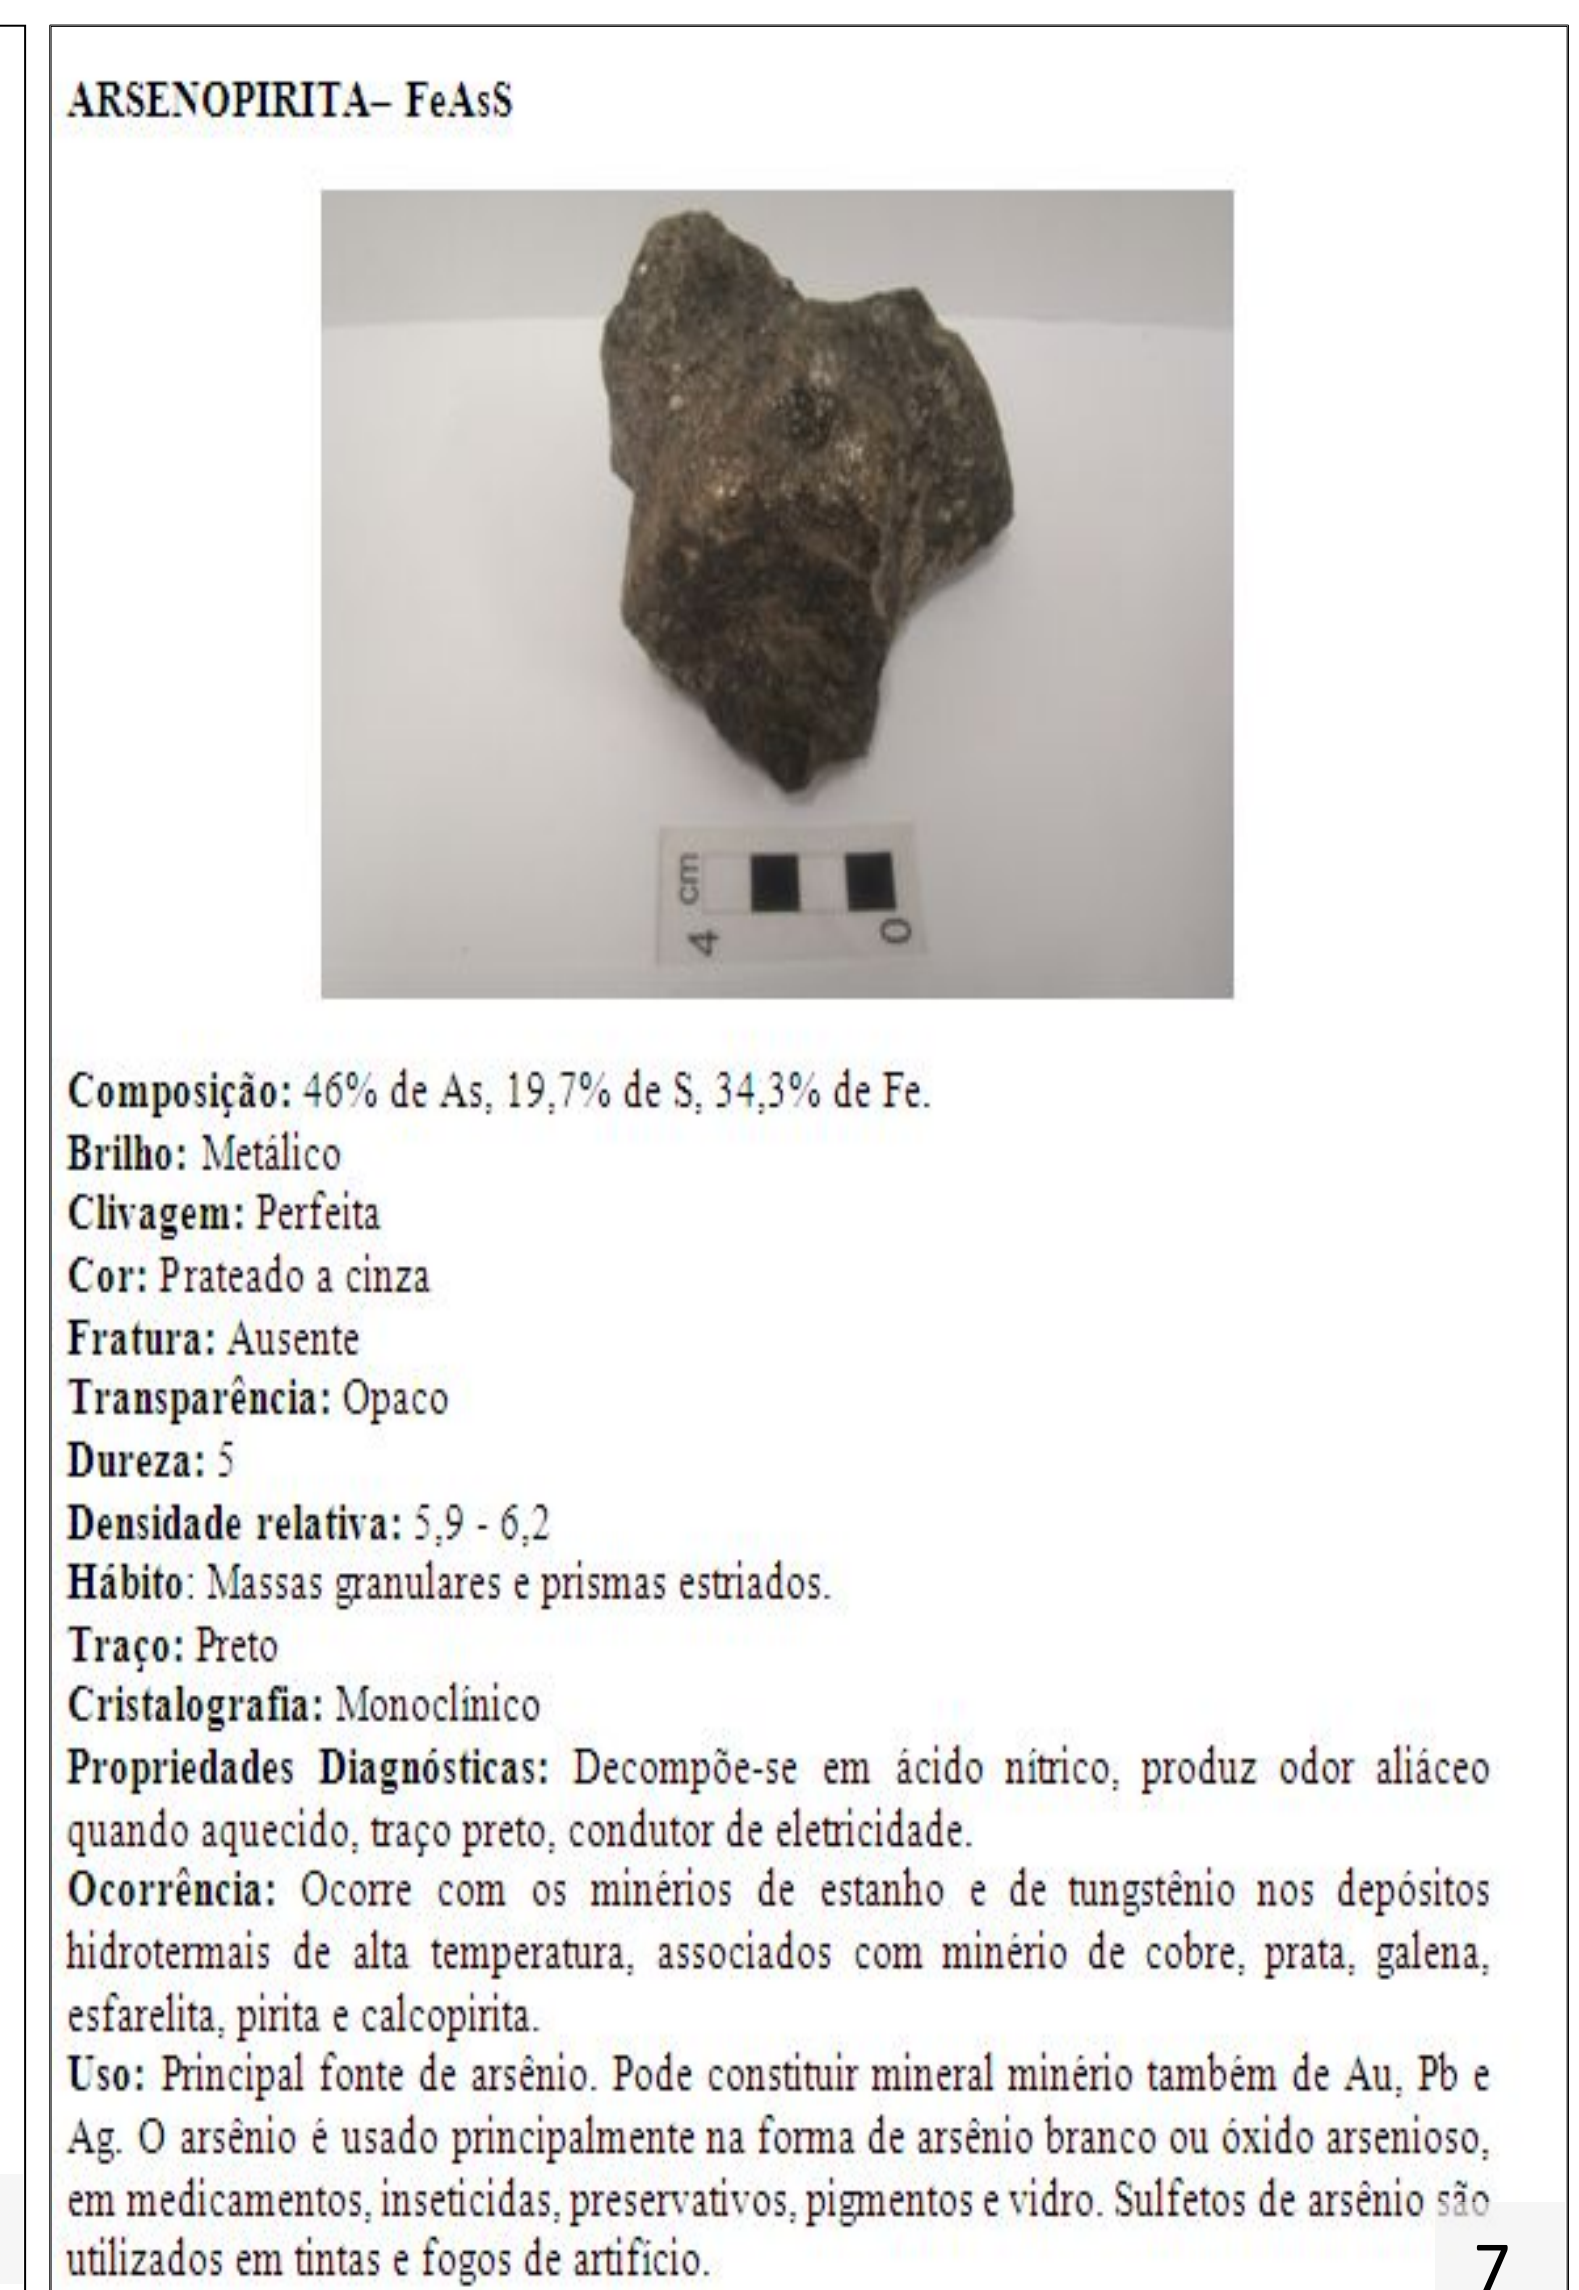 ARSENOPIRITA– FeAsS
cm
4 0
Composição: 46% de As, 19,7% de S, 34,3% de Fe.
Brilho: Metálico
Clivagem: Perfeita
Cor: Prateado a cinza
Fratura: Ausente
Transparência: Opaco
Dureza: 5
Densidade relativa: 5,9 - 6,2
Hábito: Massas granulares e prismas estriados.
Traço: Preto
Cristalografia: Monoclínico
Propriedades Diagnósticas: Decompõe-se em ácido nítrico, produz odor aliáceo
quando aquecido, traço preto, condutor de eletricidade.
Ocorrência: Ocorre com os minérios de estanho e de tungstênio nos depósitos
hidrotermais de alta temperatura, associados com minério de cobre, prata, galena,
esfarelita, pirita e calcopirita.
Uso: Principal fonte de arsênio. Pode constituir mineral minério também de Au, Pb e
Ag. O arsênio é usado principalmente na forma de arsênio branco ou óxido arsenioso,
em medicamentos, inseticidas, preservativos, pigmentos e vidro. Sulfetos de arsênio são
utilizados em tintas e fogos de artifício.
7